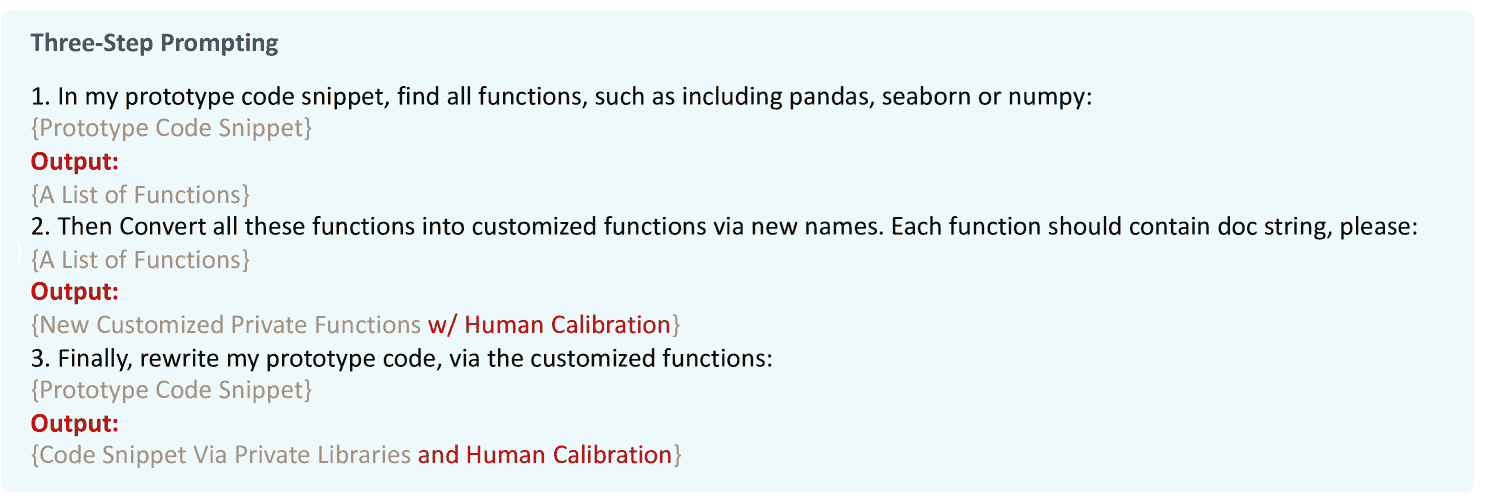 Three-Step Prompting
1. In my prototype code snippet, find all functions, such as including pandas, seaborn or numpy:
{Prototype Code Snippet}
Output:
{A List of Functions}
2. Then Convert all these functions into customized functions via new names. Each function should contain doc string, please:
} {A List of Functions}
Output:
{New Customized Private Functions w/ Human Calibration}
3. Finally, rewrite my prototype code, via the customized functions:
{Prototype Code Snippet}
Output:
{Code Snippet Via Private Libraries and Human Calibration}